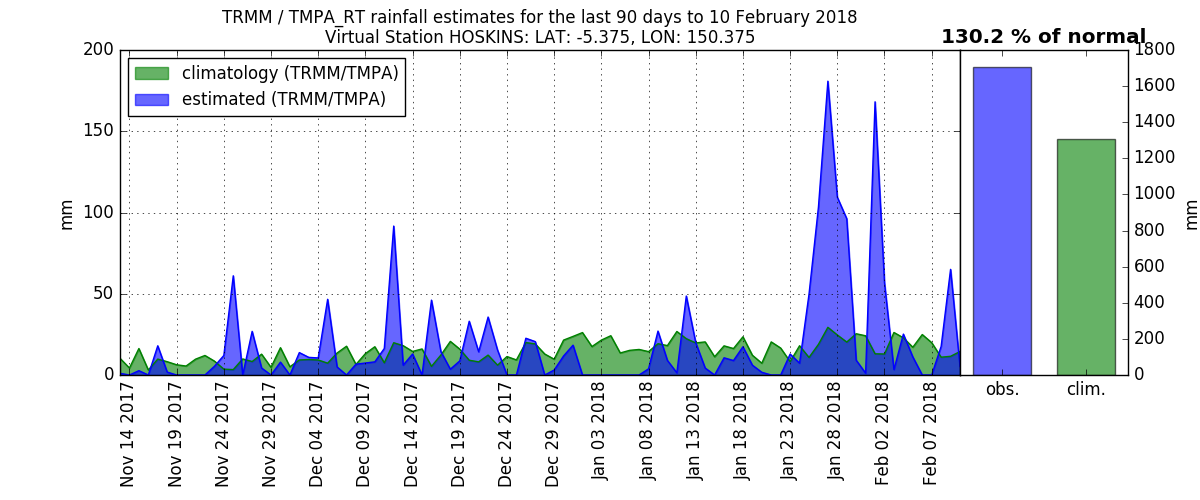 TRMM / TMPA_RT rainfall estimates for the last 90 days to 10 February 2018
Virtual Station HOSKINS: LAT: -5.375, LON: 150.375
130.2 % of normal
climatology (TRMM/TMPA)
estimated (TRMM/TMPA)
mm
200
150
100
50
0
Nov 14 2017
Nov 19 2017
Nov 24 2017
Nov 29 2017
Dec 04 2017
Dec 09 2017
Dec 14 2017
Dec 19 2017
Dec 24 2017
Dec 29 2017
Jan 03 2018
Jan 08 2018
Jan 13 2018
Jan 18 2018
Jan 23 2018
Jan 28 2018
Feb 02 2018
Feb 07 2018
obs.
clim.
1800
1600
1400
1200
1000
800
600
400
200
0
mm